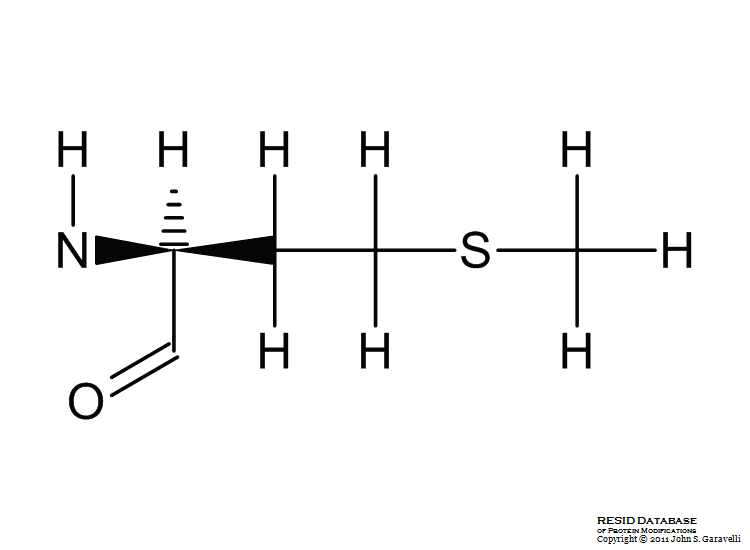 H H H H H
N S H
H H H
O
RESID DATABASE
OF PROTEIN MODIFICATIONS
Copyright © 2011 John S. Garavelli